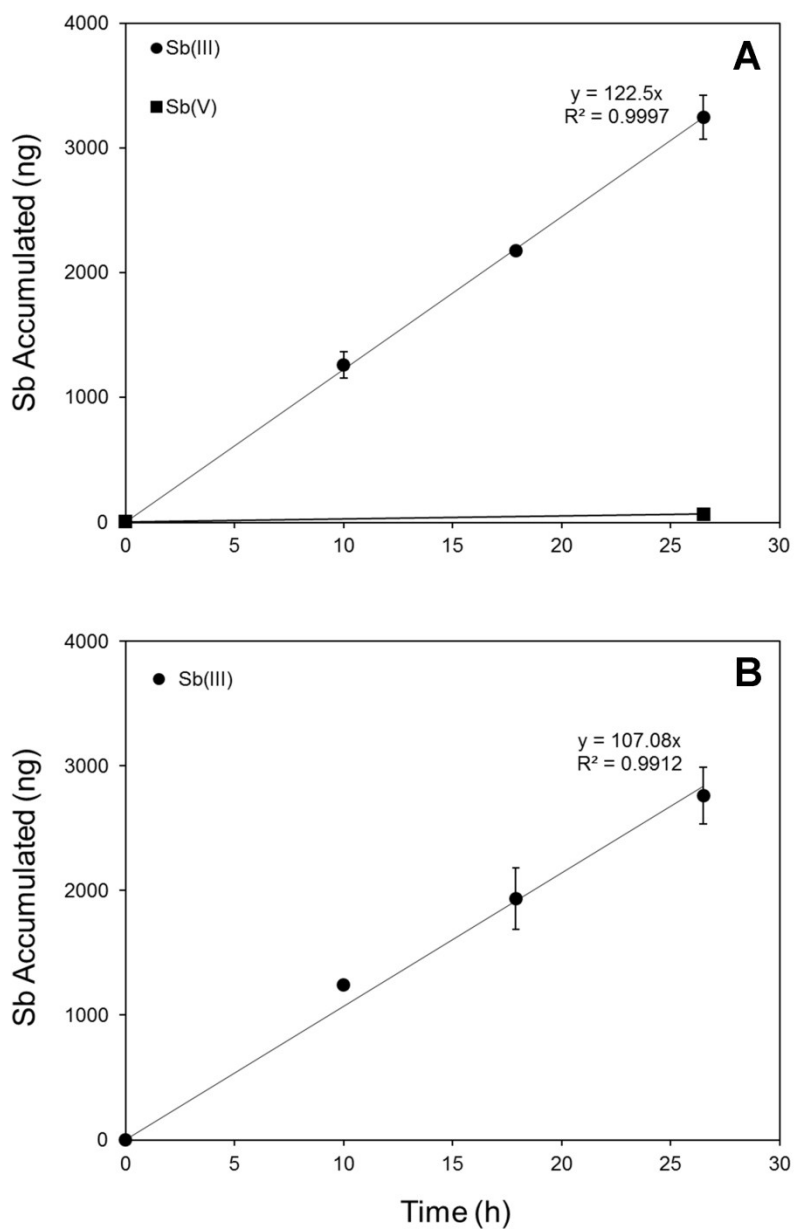 4000
Sb(III)
A
y = 122.5x
R² = 0.9997
Sb(V)
3000
2000
1000
0
Sb Accumulated (ng)
0 5 10 15 20 25 30
4000
Sb(III)
B
y = 107.08x
R² = 0.9912
3000
2000
1000
0
Sb Accumulated (ng)
0 5 10 15 20 25 30
Time (h)